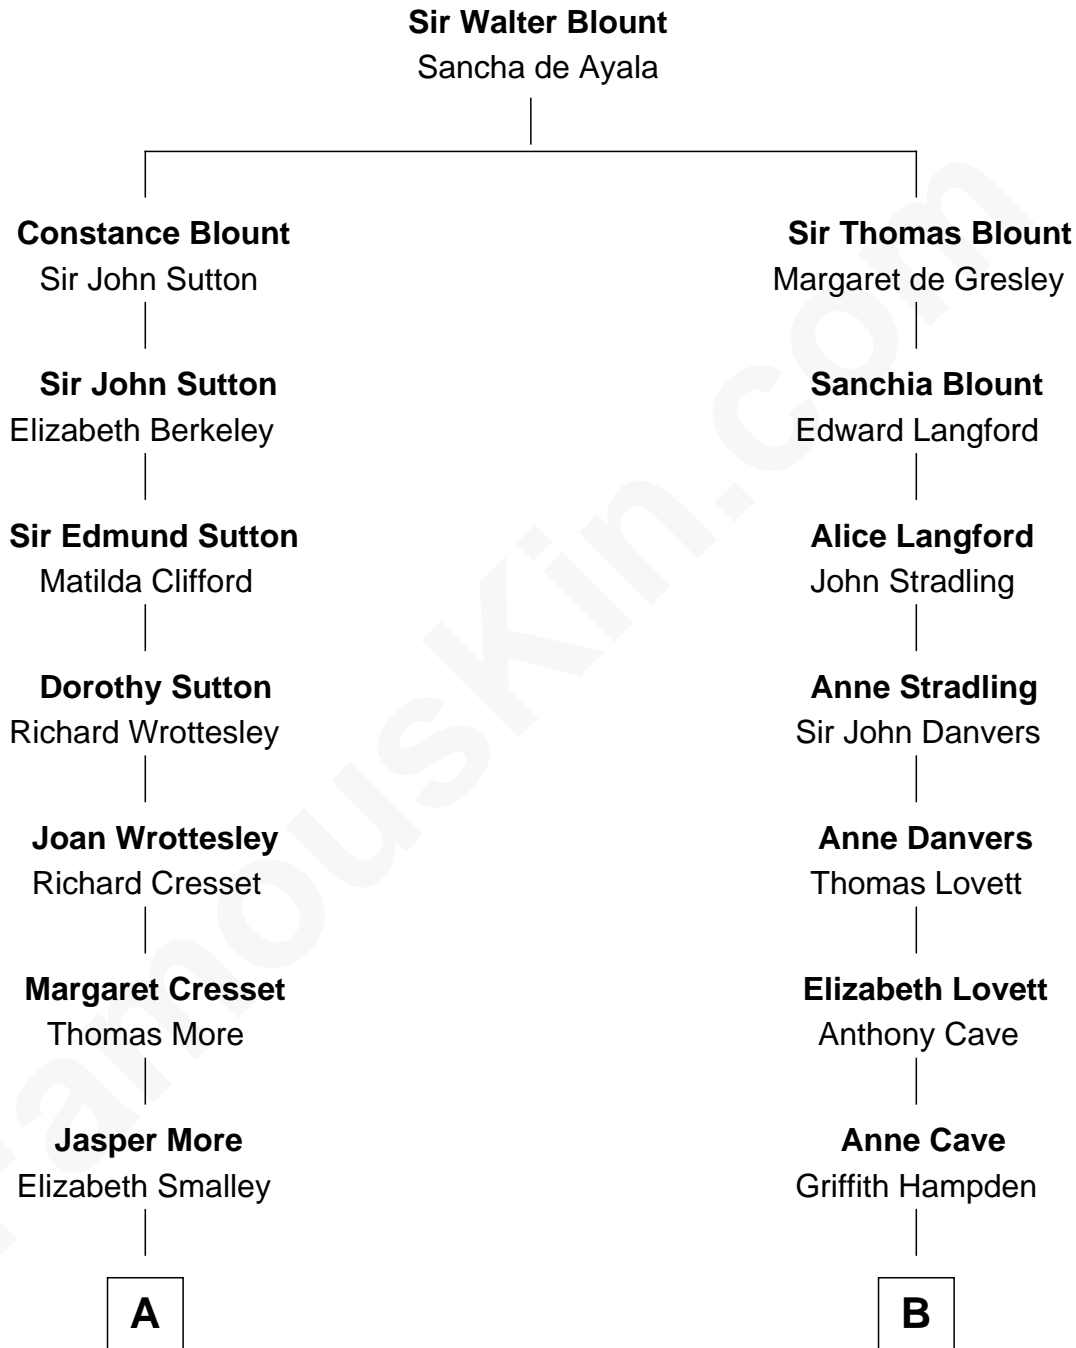 Sir Walter Blount
Sancha de Ayala
Constance Blount
Sir John Sutton
Sir Thomas Blount
Margaret de Gresley
Sir John Sutton
Elizabeth Berkeley
Sanchia Blount
Edward Langford
Sir Edmund Sutton
Matilda Clifford
Alice Langford
John Stradling
Dorothy Sutton
Richard Wrottesley
Anne Stradling
Sir John Danvers
Joan Wrottesley
Richard Cresset
Anne Danvers
Thomas Lovett
Margaret Cresset
Thomas More
Elizabeth Lovett
Anthony Cave
Jasper More
Elizabeth Smalley
Anne Cave
Griffith Hampden
A
B
FamousKin.com